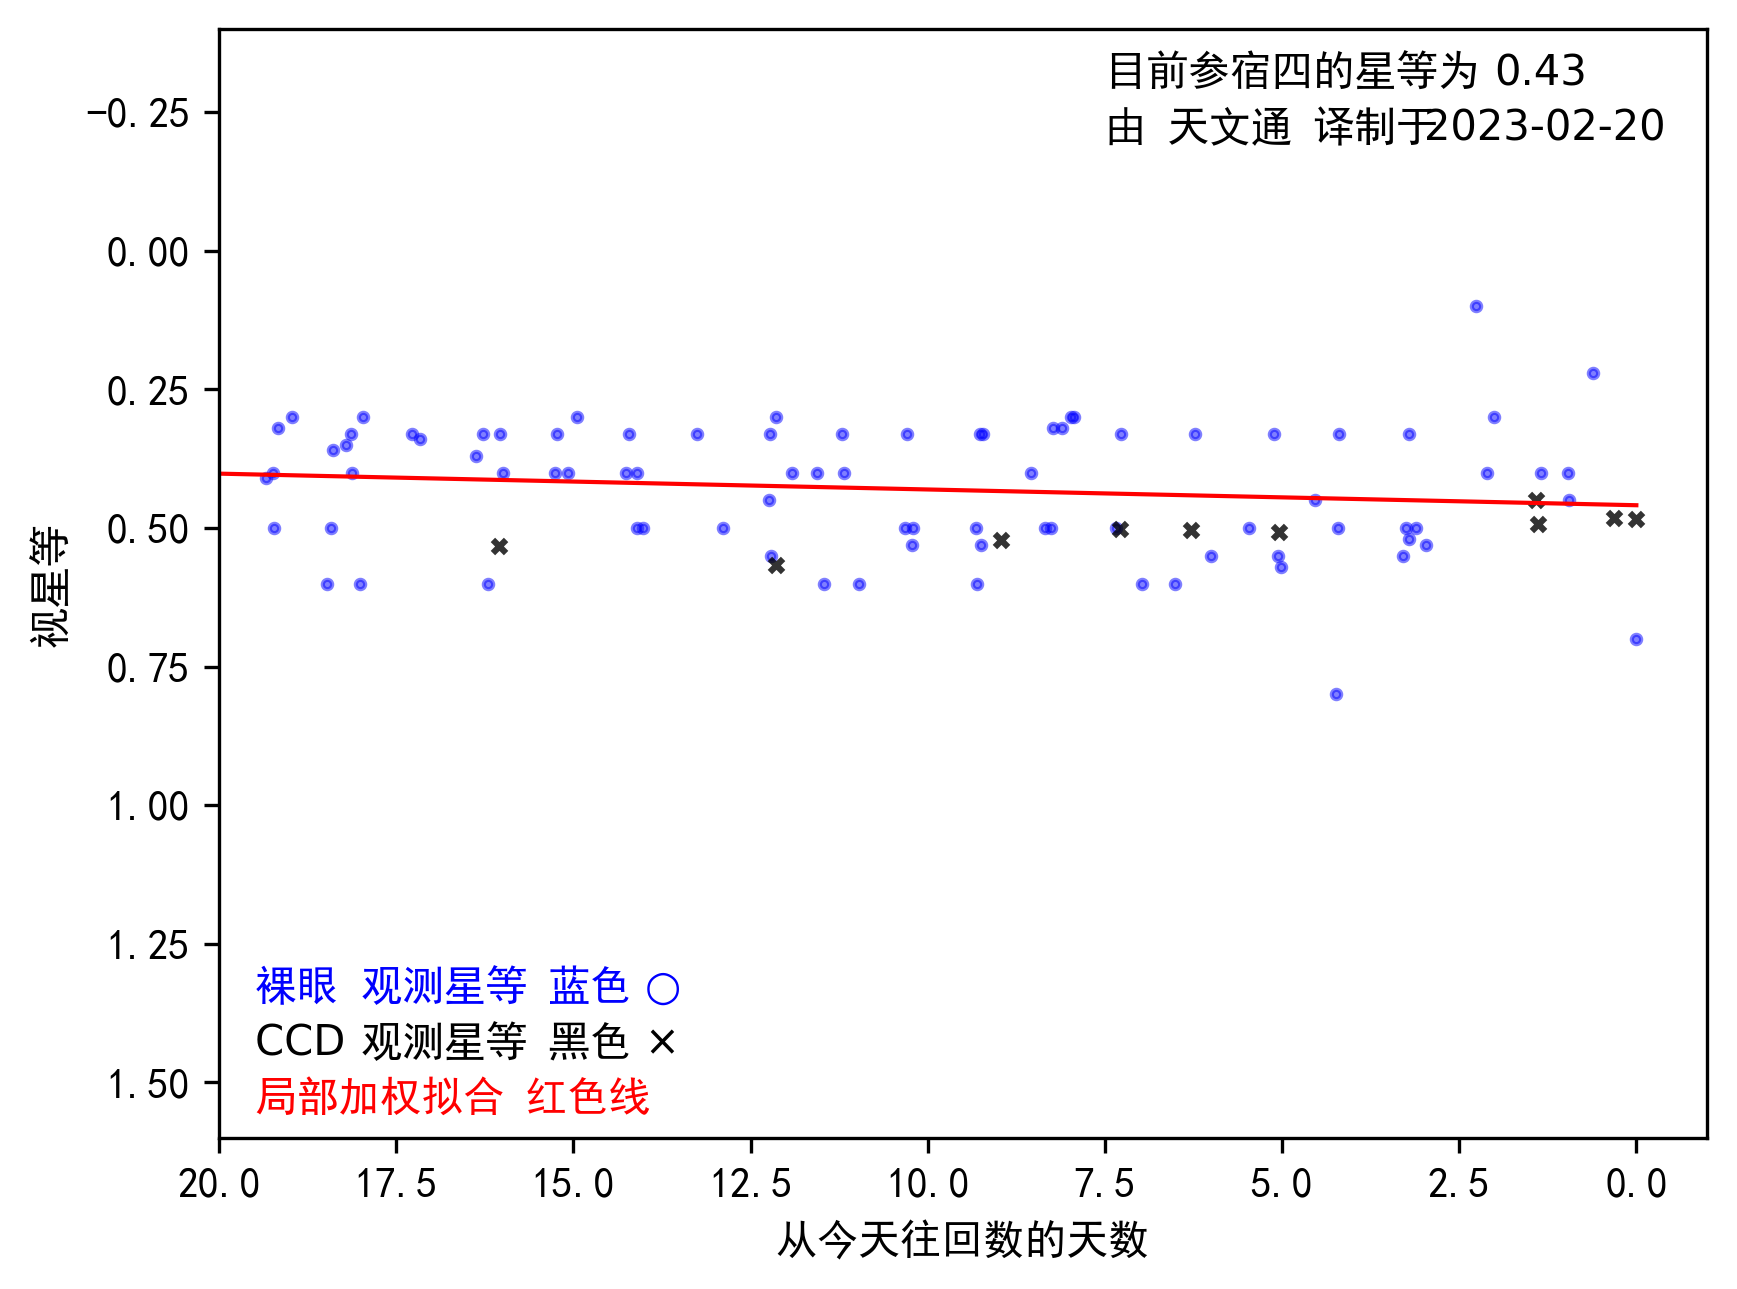 目前参宿四的星等为 0.43
由 天文通 译制于2023-02-20
-0.25
0.00
0.25
0.50
0.75
1.00
1.25
1.50
视星等
裸眼 观测星等 蓝色 ○
CCD 观测星等 黑色 ×
局部加权拟合 红色线
20.0 17.5 15.0 12.5 10.0 7.5 5.0 2.5 0.0
从今天往回数的天数